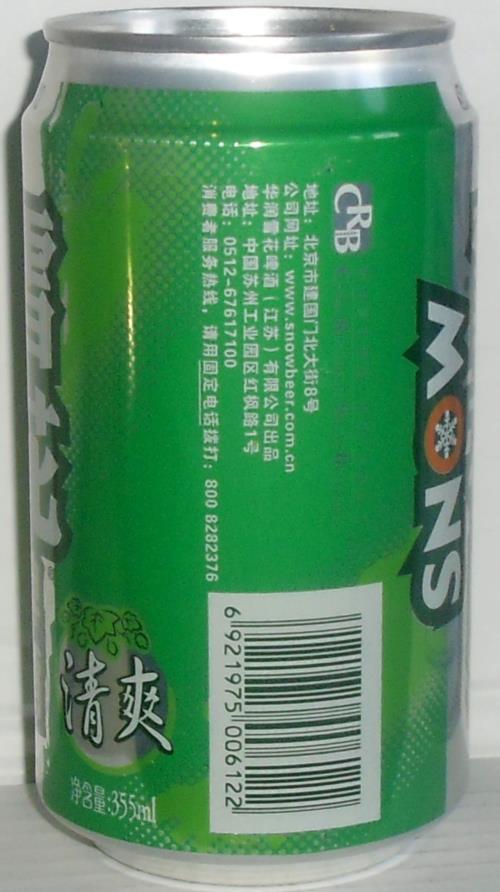 CRB
地址：北京市建国门北大街8号
公司网址：www.snowbeer.com.cn
华润雪花啤酒（江苏）有限公司出品
地址：中国苏州工业园区红枫路1号
电话：0512-67617100
消费者服务热线，请用固定电话拨打：800 8282376
SNOW
6 921975 006122
清爽
净含量:355ml